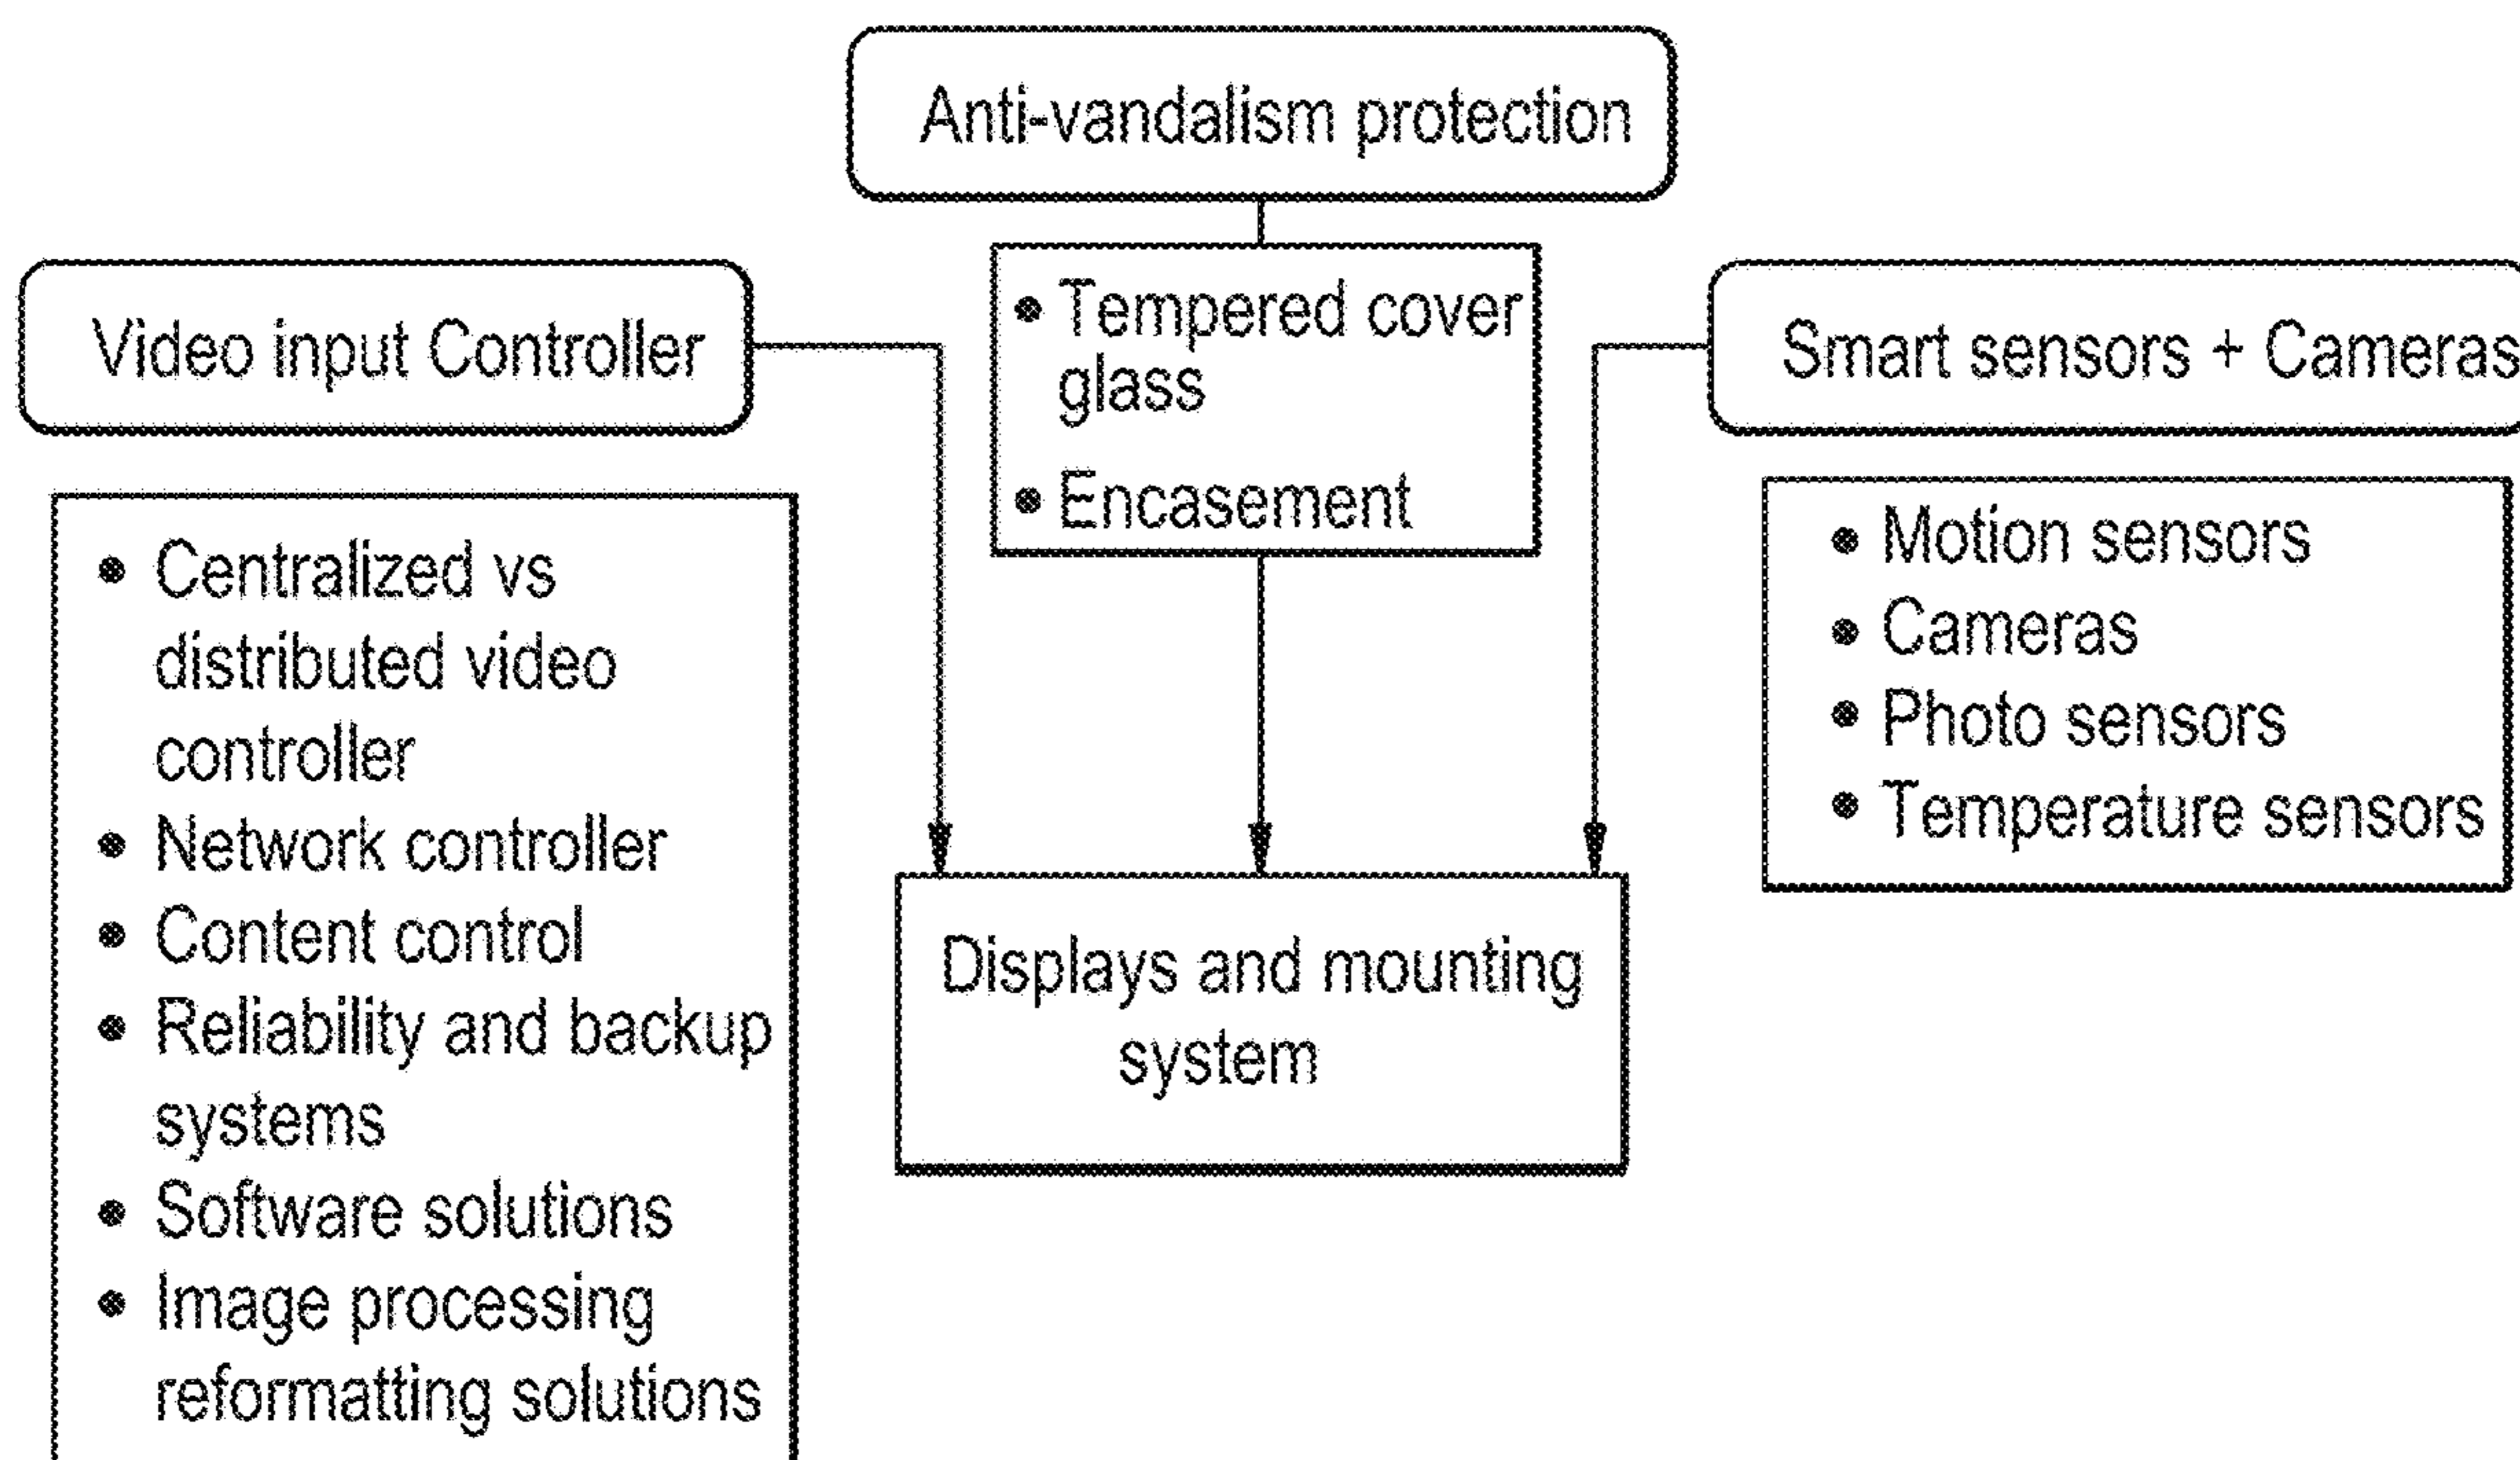 Anti-vandalism protection
Video input Controller
• Tempered cover
glass
• Encasement
Smart sensors + Cameras
• Centralized vs
distributed video
controller
• Network controller
• Content control
• Reliability and backup
systems
• Software solutions
• Image processing
reformatting solutions
• Motion sensors
• Cameras
• Photo sensors
• Temperature sensors
Displays and mounting
system